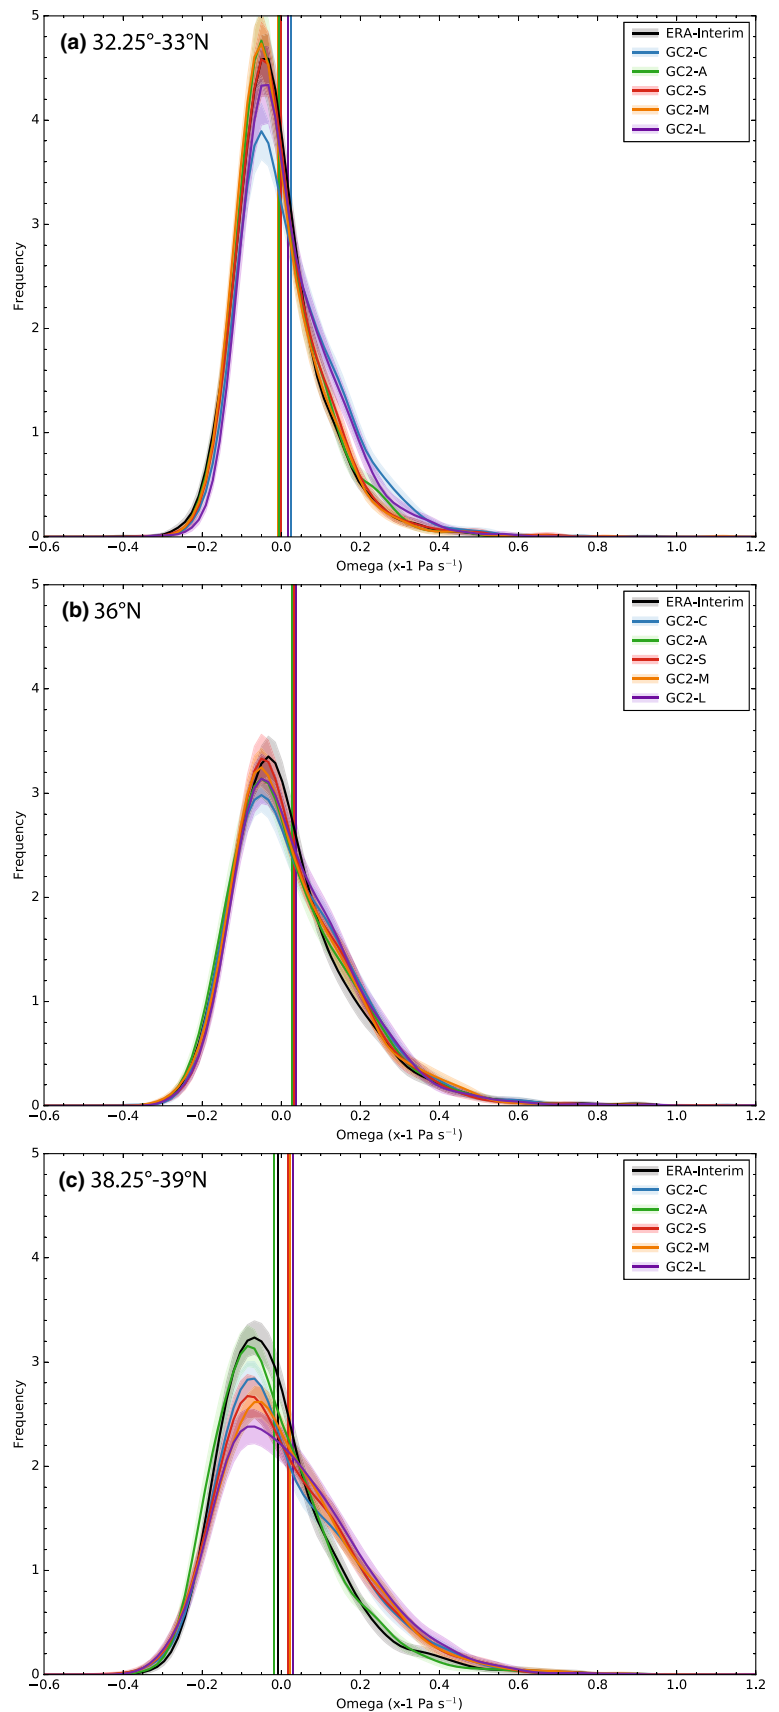 (a) 32.25°-33°N
ERA-Interim
GC2-C
GC2-A
GC2-S
GC2-M
GC2-L
Frequency
5
4
3
2
1
0
−0.6 −0.4 −0.2 0.0 0.2 0.4 0.6 0.8 1.0 1.2
Omega (x-1 Pa s⁻¹)
(b) 36°N
ERA-Interim
GC2-C
GC2-A
GC2-S
GC2-M
GC2-L
Frequency
5
4
3
2
1
0
−0.6 −0.4 −0.2 0.0 0.2 0.4 0.6 0.8 1.0 1.2
Omega (x-1 Pa s⁻¹)
(c) 38.25°-39°N
ERA-Interim
GC2-C
GC2-A
GC2-S
GC2-M
GC2-L
Frequency
5
4
3
2
1
0
−0.6 −0.4 −0.2 0.0 0.2 0.4 0.6 0.8 1.0 1.2
Omega (x-1 Pa s⁻¹)